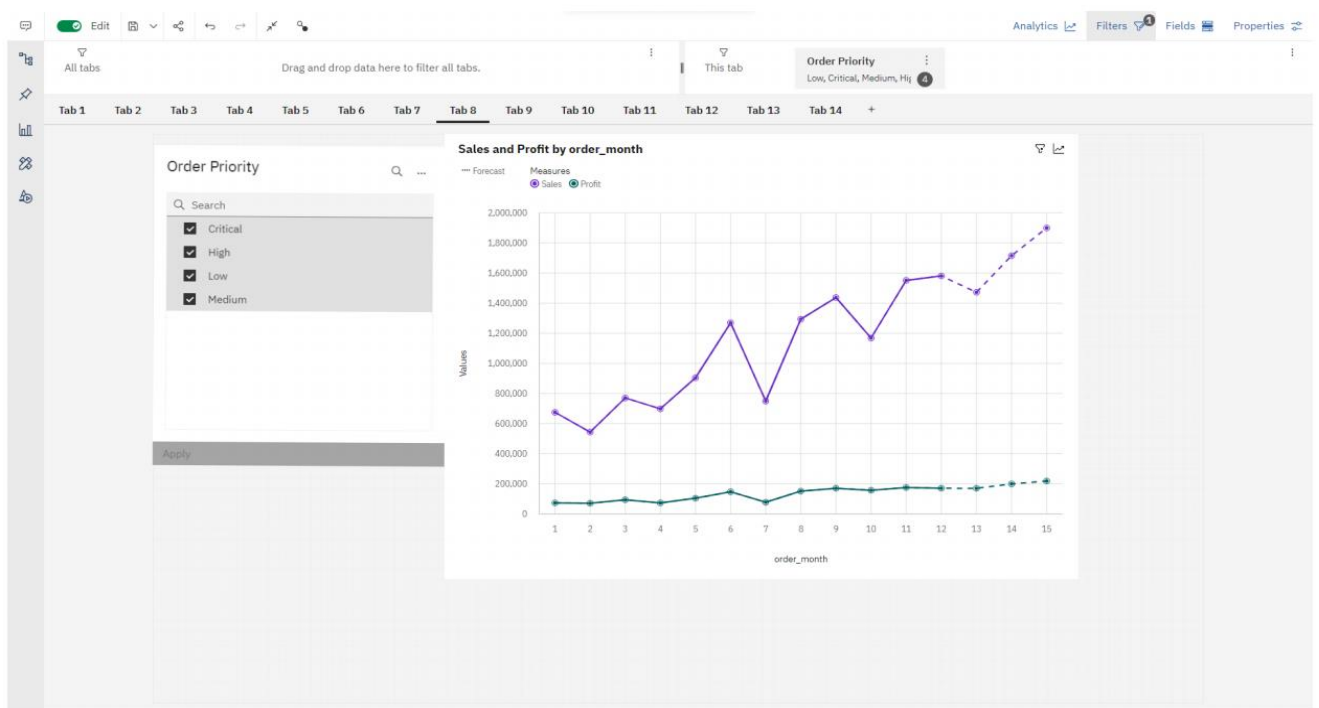 Edit
Analytics
Filters
1
Fields
Properties
All tabs
Drag and drop data here to filter all tabs.
This tab
Order Priority
Low, Critical, Medium, Hig
4
Tab 1 Tab 2 Tab 3 Tab 4 Tab 5 Tab 6 Tab 7 Tab 8 Tab 9 Tab 10 Tab 11 Tab 12 Tab 13 Tab 14 +
Order Priority
Search
Critical
High
Low
Medium
Apply
Sales and Profit by order_month
Forecast
Measures
Sales Profit
Values
2,000,000
1,800,000
1,600,000
1,400,000
1,200,000
1,000,000
800,000
600,000
400,000
200,000
0
1 2 3 4 5 6 7 8 9 10 11 12 13 14 15
order_month